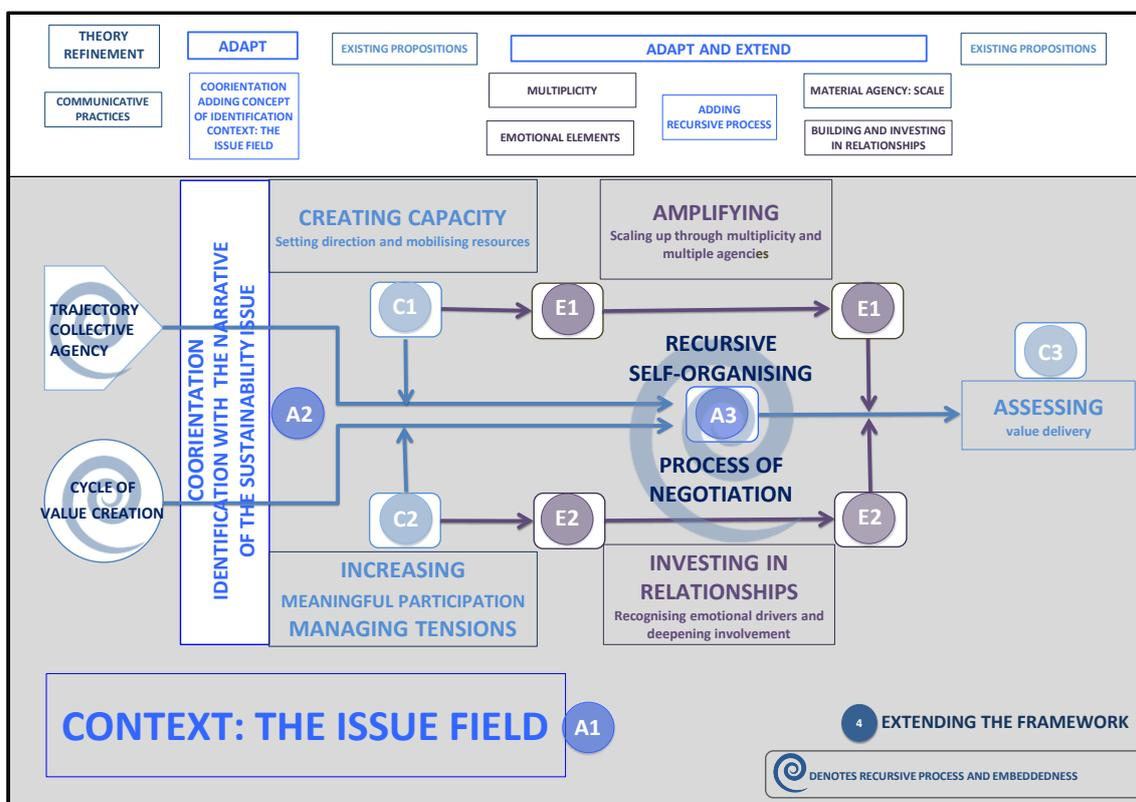 THEORY
REFINEMENT
ADAPT
EXISTING PROPOSITIONS
ADAPT AND EXTEND
EXISTING PROPOSITIONS
COMMUNICATIVE
PRACTICES
COORIENTATION
ADDING CONCEPT
OF IDENTIFICATION
CONTEXT: THE
ISSUE FIELD
MULTIPLICITY
EMOTIONAL ELEMENTS
ADDING
RECURSIVE PROCESS
MATERIAL AGENCY: SCALE
BUILDING AND INVESTING
IN RELATIONSHIPS
TRAJECTORY
COLLECTIVE
AGENCY
CYCLE OF
VALUE CREATION
COORIENTATION
IDENTIFICATION WITH THE NARRATIVE
OF THE SUSTAINABILITY ISSUE
A2
CREATING CAPACITY
Setting direction and mobilising resources
C1
C2
INCREASING
MEANINGFUL PARTICIPATION
MANAGING TENSIONS
AMPLIFYING
Scaling up through multiplicity and
multiple agencies
E1
E1
RECURSIVE
SELF-ORGANISING
A3
PROCESS OF
NEGOTIATION
E2
E2
INVESTING IN
RELATIONSHIPS
Recognising emotional drivers and
deepening involvement
C3
ASSESSING
value delivery
CONTEXT: THE ISSUE FIELD
A1
4
EXTENDING THE FRAMEWORK
DENOTES RECURSIVE PROCESS AND EMBEDDEDNESS